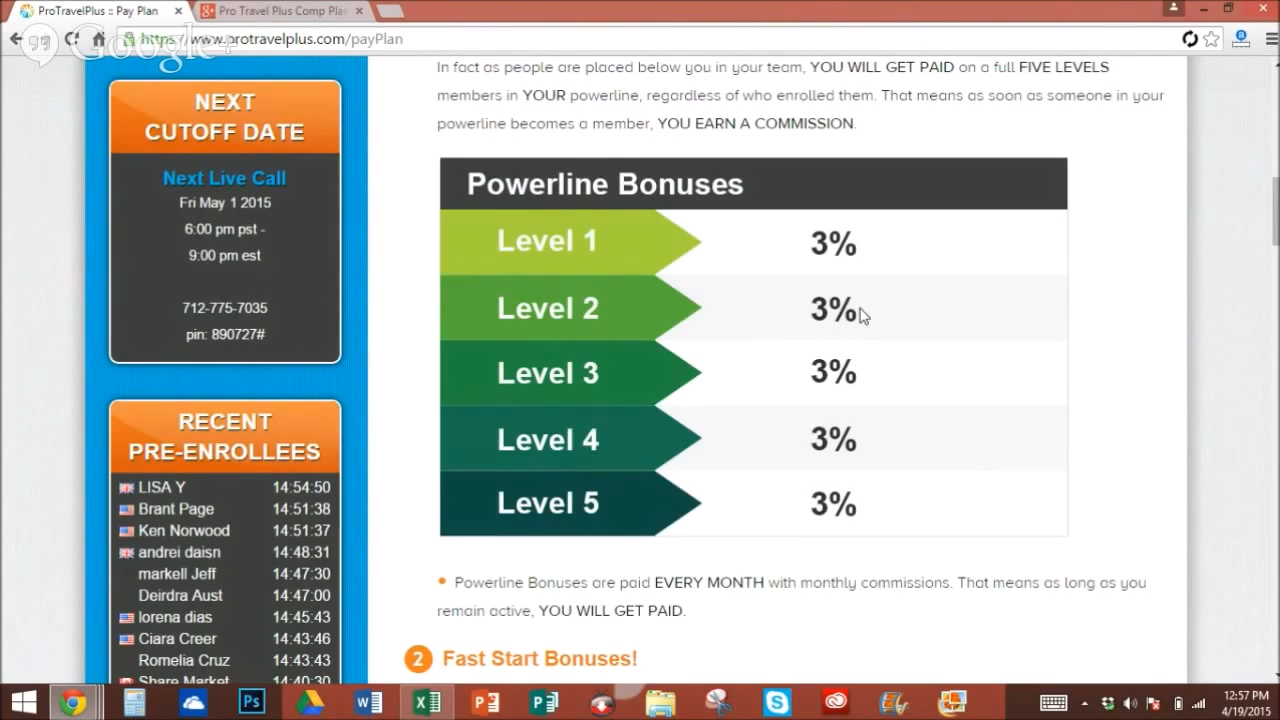 ProTravelPlus :: Pay Plan
Pro Travel Plus Comp Plan
https://www.protravelplus.com/payPlan
Google+
NEXT
CUTOFF DATE
Next Live Call
Fri May 1 2015
6:00 pm pst -
9:00 pm est
712-775-7035
pin: 890727#
RECENT
PRE-ENROLLEES
LISA Y 14:54:50
Brant Page 14:51:38
Ken Norwood 14:51:37
andrei daisn 14:48:31
markell Jeff 14:47:30
Deirdra Aust 14:47:00
lorena dias 14:45:43
Ciara Creer 14:43:46
Romelia Cruz 14:43:43
Share Market 14:40:30
In fact as people are placed below you in your team, YOU WILL GET PAID on a full FIVE LEVELS
members in YOUR powerline, regardless of who enrolled them. That means as soon as someone in your
powerline becomes a member, YOU EARN A COMMISSION.
Powerline Bonuses
Level 1 3%
Level 2 3%
Level 3 3%
Level 4 3%
Level 5 3%
Powerline Bonuses are paid EVERY MONTH with monthly commissions. That means as long as you
remain active, YOU WILL GET PAID.
2 Fast Start Bonuses!
12:57 PM
4/19/2015